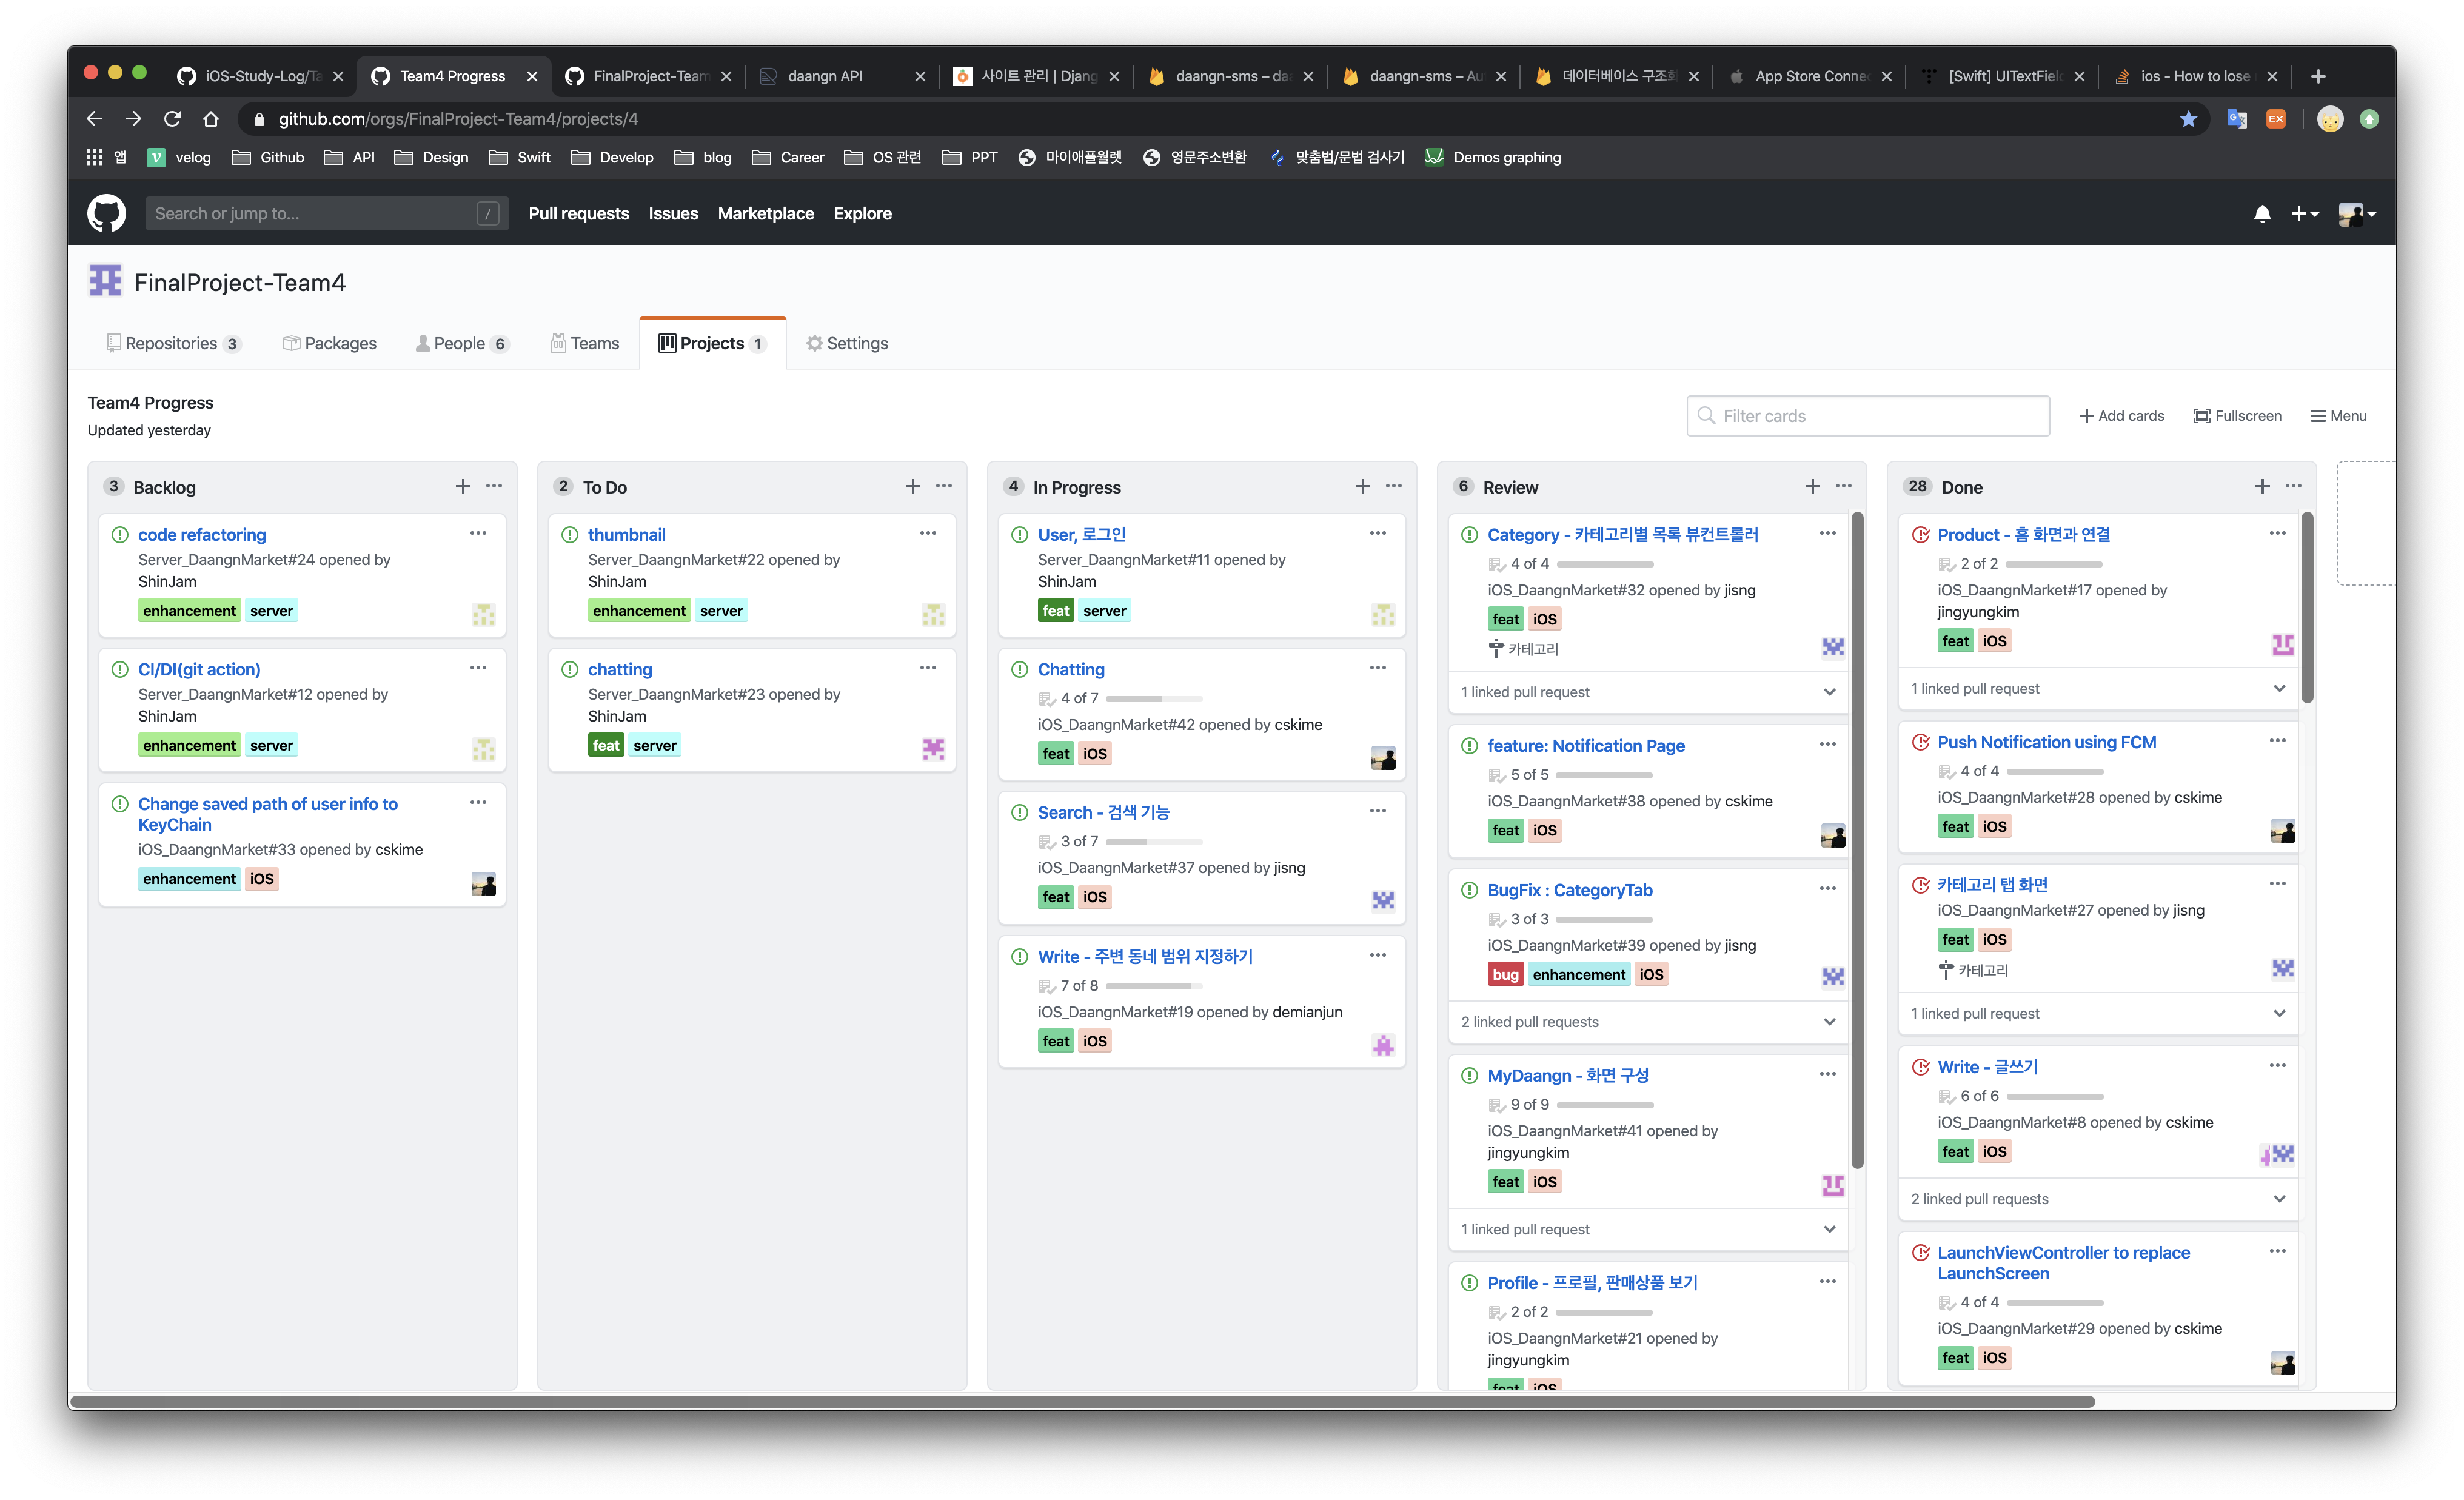 iOS-Study-Log/Ta
Team4 Progress
FinalProject-Team
daangn API
사이트 관리 | Djang
daangn-sms – da
daangn-sms – Au
데이터베이스 구조화
App Store Connec
[Swift] UITextFiel
ios - How to lose
github.com/orgs/FinalProject-Team4/projects/4
앱
velog
Github
API
Design
Swift
Develop
blog
Career
OS 관련
PPT
마이애플월렛
영문주소변환
맞춤법/문법 검사기
Demos graphing
Search or jump to...
/
Pull requests
Issues
Marketplace
Explore
FinalProject-Team4
Repositories 3
Packages
People 6
Teams
Projects 1
Settings
Team4 Progress
Updated yesterday
Filter cards
Add cards
Fullscreen
Menu
3 Backlog
code refactoring
Server_DaangnMarket#24 opened by
ShinJam
enhancement server
CI/DI(git action)
Server_DaangnMarket#12 opened by
ShinJam
enhancement server
Change saved path of user info to
KeyChain
iOS_DaangnMarket#33 opened by cskime
enhancement iOS
2 To Do
thumbnail
Server_DaangnMarket#22 opened by
ShinJam
enhancement server
chatting
Server_DaangnMarket#23 opened by
ShinJam
feat server
4 In Progress
User, 로그인
Server_DaangnMarket#11 opened by
ShinJam
feat server
Chatting
4 of 7
iOS_DaangnMarket#42 opened by cskime
feat iOS
Search - 검색 기능
3 of 7
iOS_DaangnMarket#37 opened by jisng
feat iOS
Write - 주변 동네 범위 지정하기
7 of 8
iOS_DaangnMarket#19 opened by demianjun
feat iOS
6 Review
Category - 카테고리별 목록 뷰컨트롤러
4 of 4
iOS_DaangnMarket#32 opened by jisng
feat iOS
카테고리
1 linked pull request
feature: Notification Page
5 of 5
iOS_DaangnMarket#38 opened by cskime
feat iOS
BugFix : CategoryTab
3 of 3
iOS_DaangnMarket#39 opened by jisng
bug enhancement iOS
2 linked pull requests
MyDaangn - 화면 구성
9 of 9
iOS_DaangnMarket#41 opened by
jingyungkim
feat iOS
1 linked pull request
Profile - 프로필, 판매상품 보기
2 of 2
iOS_DaangnMarket#21 opened by
jingyungkim
feat iOS
28 Done
Product - 홈 화면과 연결
2 of 2
iOS_DaangnMarket#17 opened by
jingyungkim
feat iOS
1 linked pull request
Push Notification using FCM
4 of 4
iOS_DaangnMarket#28 opened by cskime
feat iOS
카테고리 탭 화면
iOS_DaangnMarket#27 opened by jisng
feat iOS
카테고리
1 linked pull request
Write - 글쓰기
6 of 6
iOS_DaangnMarket#8 opened by cskime
feat iOS
2 linked pull requests
LaunchViewController to replace
LaunchScreen
4 of 4
iOS_DaangnMarket#29 opened by cskime
feat iOS